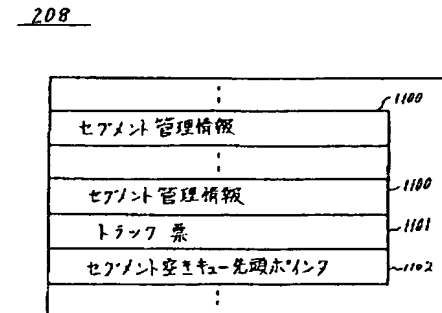 208
1100
セグメント管理情報
セグメント管理情報
1100
トラック票
1101
セグメント空きキュー先頭ポインタ
1102